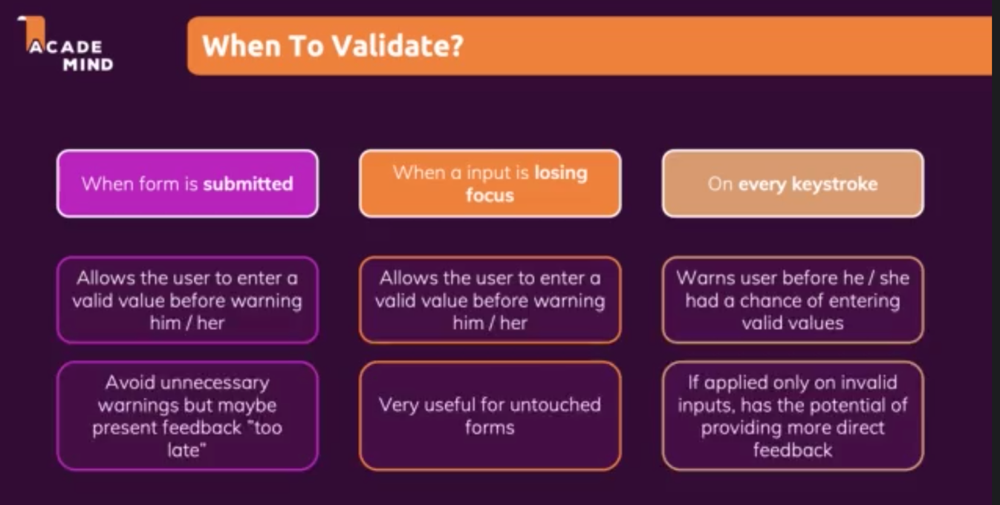 ACADE
MIND
When To Validate?
When form is submitted
When a input is losing
focus
On every keystroke
Allows the user to enter a
valid value before warning
him / her
Allows the user to enter a
valid value before warning
him / her
Warns user before he / she
had a chance of entering
valid values
Avoid unnecessary
warnings but maybe
present feedback "too
late"
Very useful for untouched
forms
If applied only on invalid
inputs, has the potential of
providing more direct
feedback